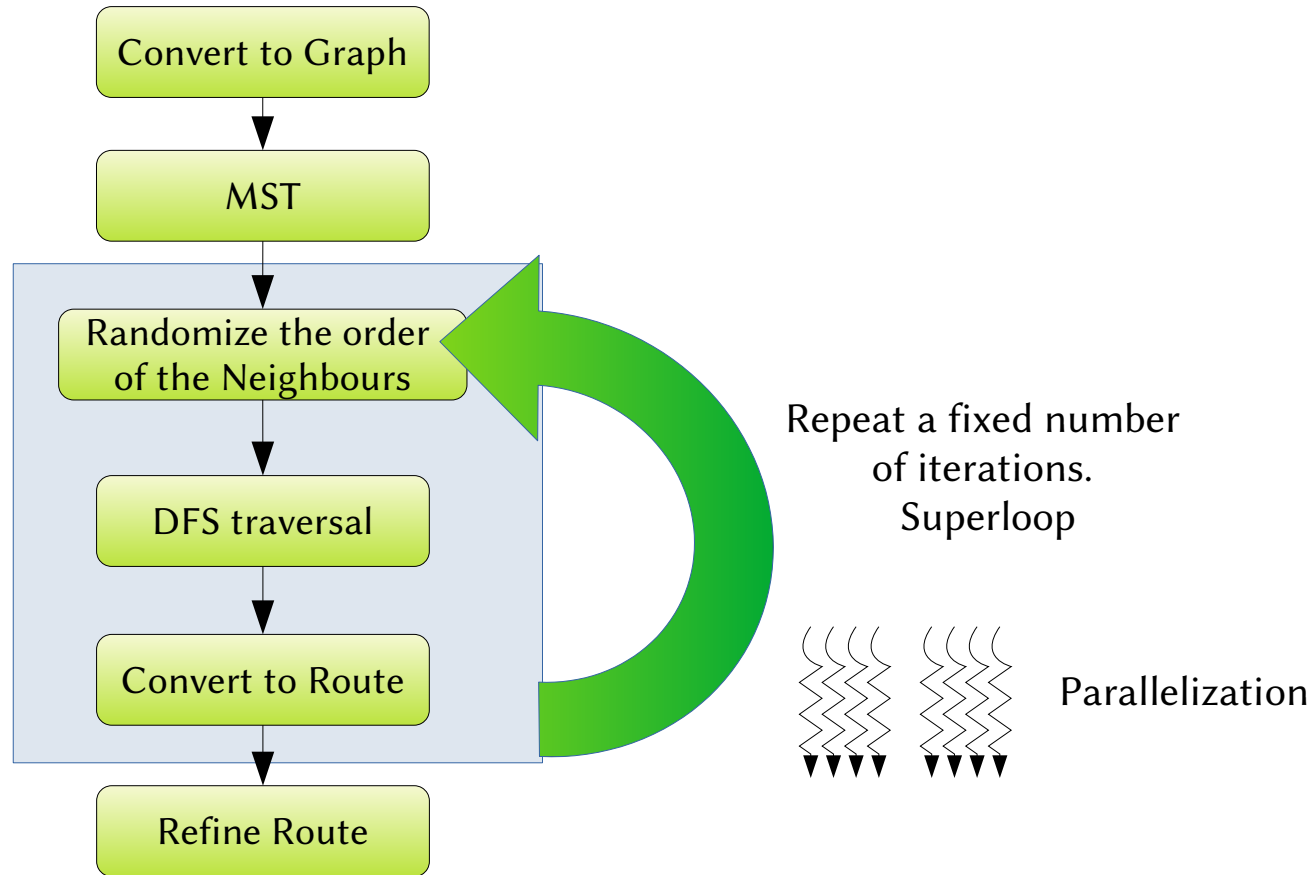 Convert to Graph
MST
Randomize the order
of the Neighbours
DFS traversal
Convert to Route
Refine Route
Repeat a fixed number
of iterations.
Superloop
Parallelization